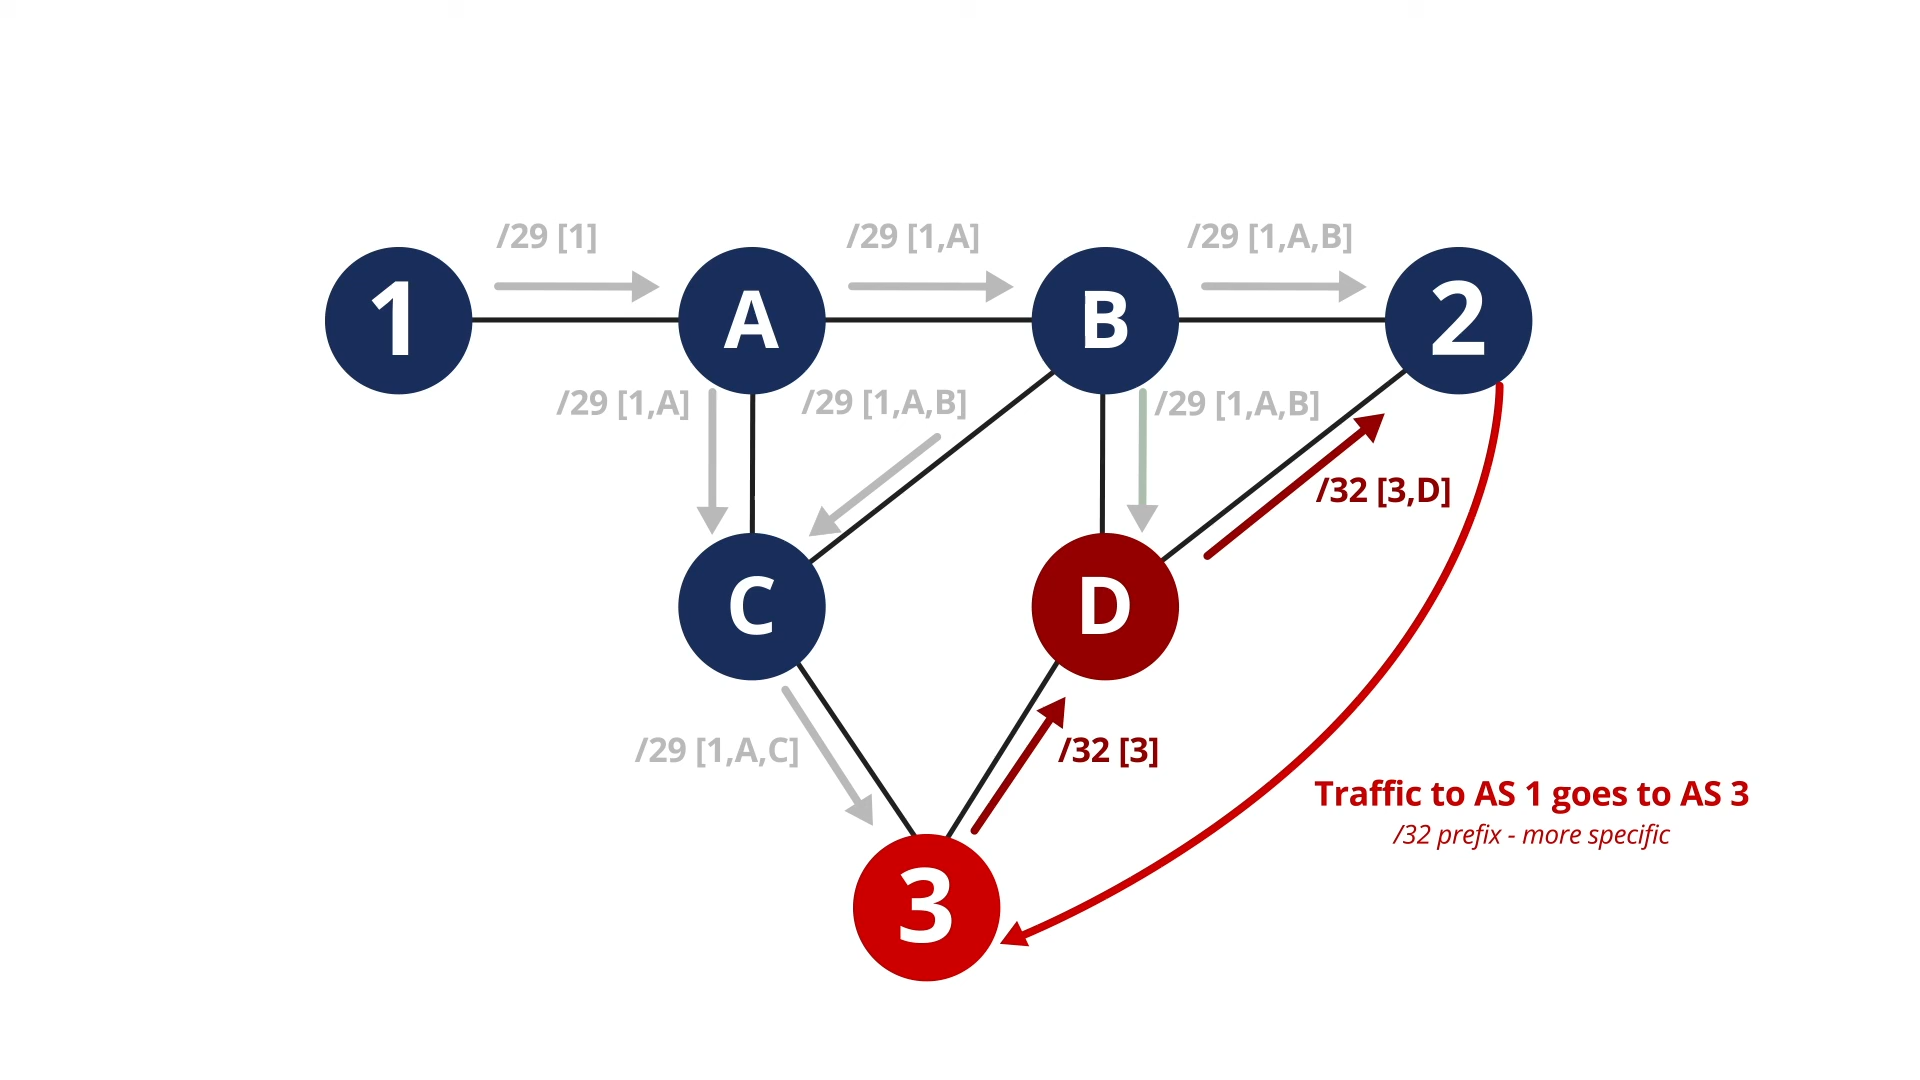 /29 [1]
/29 [1,A]
/29 [1,A,B]
1
A
B
2
/29 [1,A]
/29 [1,A,B]
/29 [1,A,B]
/32 [3,D]
C
D
/29 [1,A,C]
/32 [3]
Traffic to AS 1 goes to AS 3
/32 prefix - more specific
3